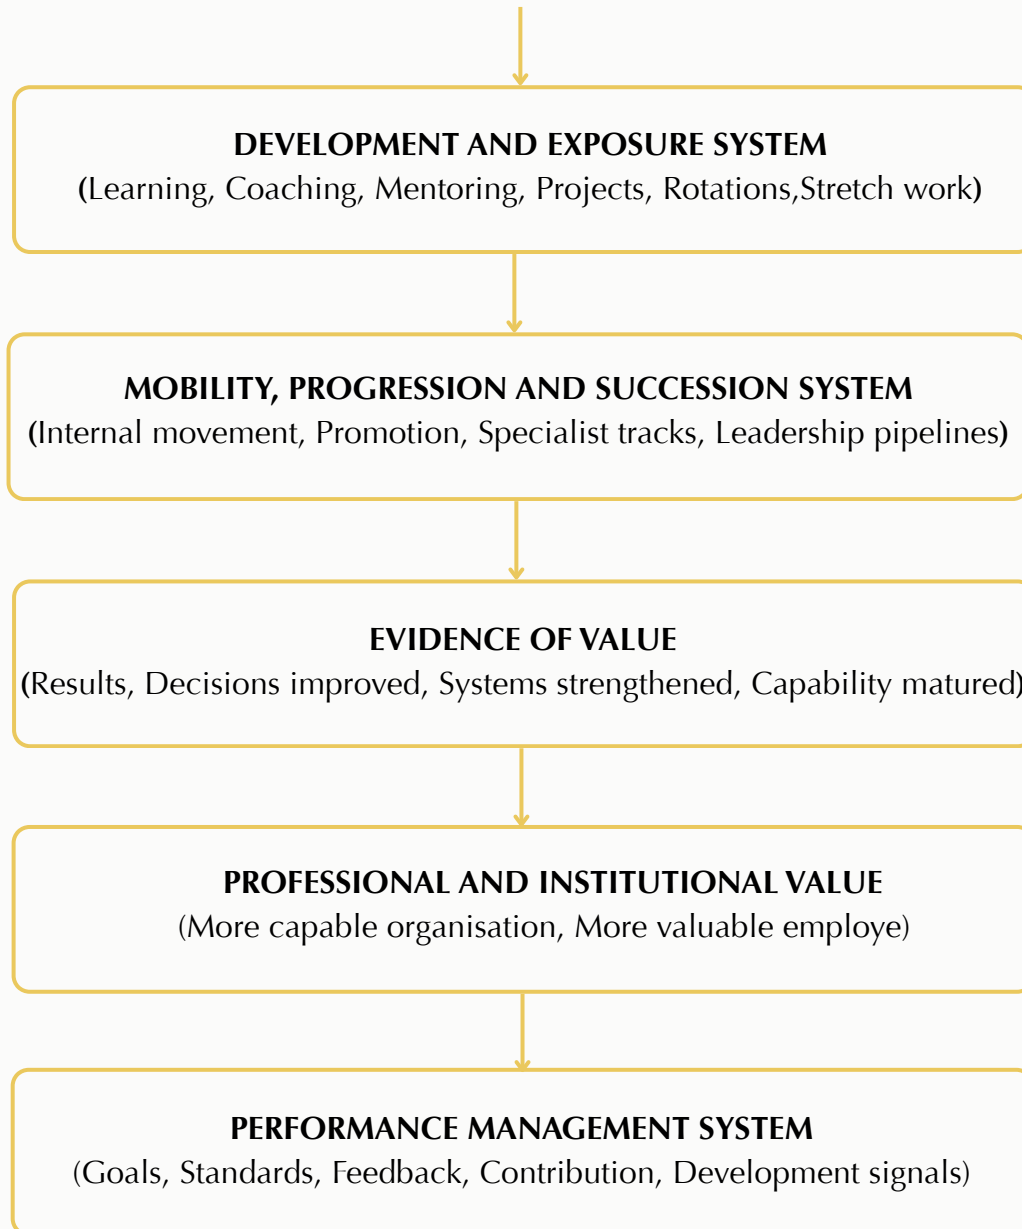 DEVELOPMENT AND EXPOSURE SYSTEM
(Learning, Coaching, Mentoring, Projects, Rotations,Stretch work)
MOBILITY, PROGRESSION AND SUCCESSION SYSTEM
(Internal movement, Promotion, Specialist tracks, Leadership pipelines)
EVIDENCE OF VALUE
(Results, Decisions improved, Systems strengthened, Capability matured)
PROFESSIONAL AND INSTITUTIONAL VALUE
(More capable organisation, More valuable employe)
PERFORMANCE MANAGEMENT SYSTEM
(Goals, Standards, Feedback, Contribution, Development signals)